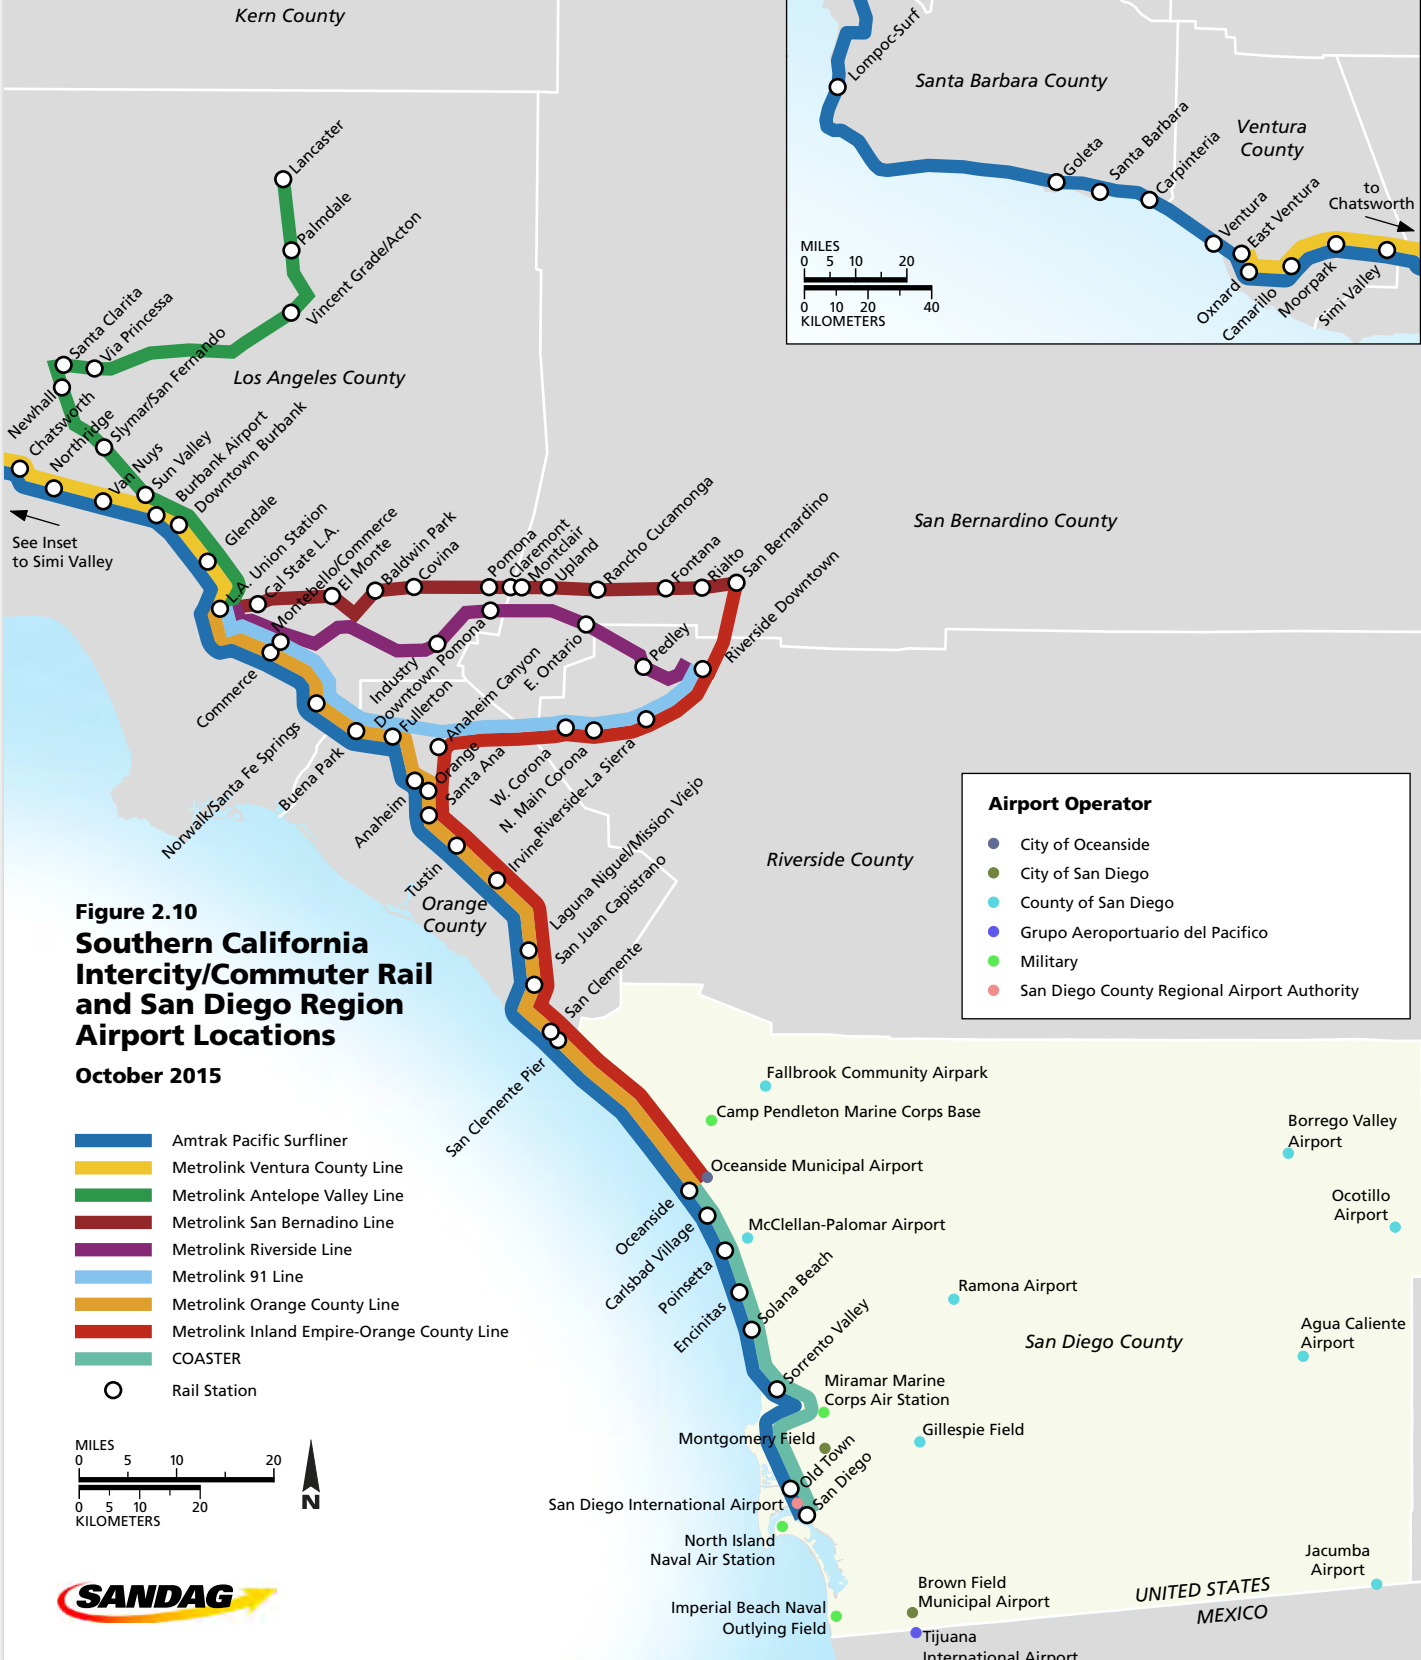 Kern County
Lompoc-Surf
Santa Barbara County
Goleta
Santa Barbara
Carpinteria
Ventura
County
Ventura
East Ventura
to
Chatsworth
Oxnard
Camarillo
Moorpark
Simi Valley
MILES
0 5 10 20
0 10 20 40
KILOMETERS
Lancaster
Palmdale
Vincent Grade/Acton
Santa Clarita
Via Princessa
Newhall
Slymar/San Fernando
Los Angeles County
Chatsworth
Northridge
Van Nuys
Sun Valley
Burbank Airport
Downtown Burbank
Glendale
See Inset
to Simi Valley
L.A. Union Station
Cal State L.A.
Montebello/Commerce
El Monte
Baldwin Park
Covina
Pomona
Claremont
Montclair
Upland
Rancho Cucamonga
Fontana
Rialto
San Bernardino
San Bernardino County
Riverside Downtown
Pedley
E. Ontario
Downtown Pomona
Industry
Commerce
Norwalk/Santa Fe Springs
Buena Park
Fullerton
Anaheim Canyon
Orange
Santa Ana
Anaheim
W. Corona
N. Main Corona
Riverside-La Sierra
Tustin
Irvine
Laguna Niguel/Mission Viejo
San Juan Capistrano
San Clemente
San Clemente Pier
Orange
County
Riverside County
Airport Operator
City of Oceanside
City of San Diego
County of San Diego
Grupo Aeroportuario del Pacifico
Military
San Diego County Regional Airport Authority
Figure 2.10
Southern California
Intercity/Commuter Rail
and San Diego Region
Airport Locations
October 2015
Amtrak Pacific Surfliner
Metrolink Ventura County Line
Metrolink Antelope Valley Line
Metrolink San Bernadino Line
Metrolink Riverside Line
Metrolink 91 Line
Metrolink Orange County Line
Metrolink Inland Empire-Orange County Line
COASTER
Rail Station
MILES
0 5 10 20
0 5 10 20
KILOMETERS
N
SANDAG
Fallbrook Community Airpark
Camp Pendleton Marine Corps Base
Borrego Valley
Airport
Oceanside Municipal Airport
Oceanside
Ocotillo
Airport
McClellan-Palomar Airport
Carlsbad Village
Poinsetta
Encinitas
Solana Beach
Ramona Airport
Sorrento Valley
San Diego County
Agua Caliente
Airport
Miramar Marine
Corps Air Station
Gillespie Field
Montgomery Field
Old Town
San Diego
San Diego International Airport
North Island
Naval Air Station
Jacumba
Airport
Brown Field
Municipal Airport
UNITED STATES
MEXICO
Imperial Beach Naval
Outlying Field
Tijuana
International Airport